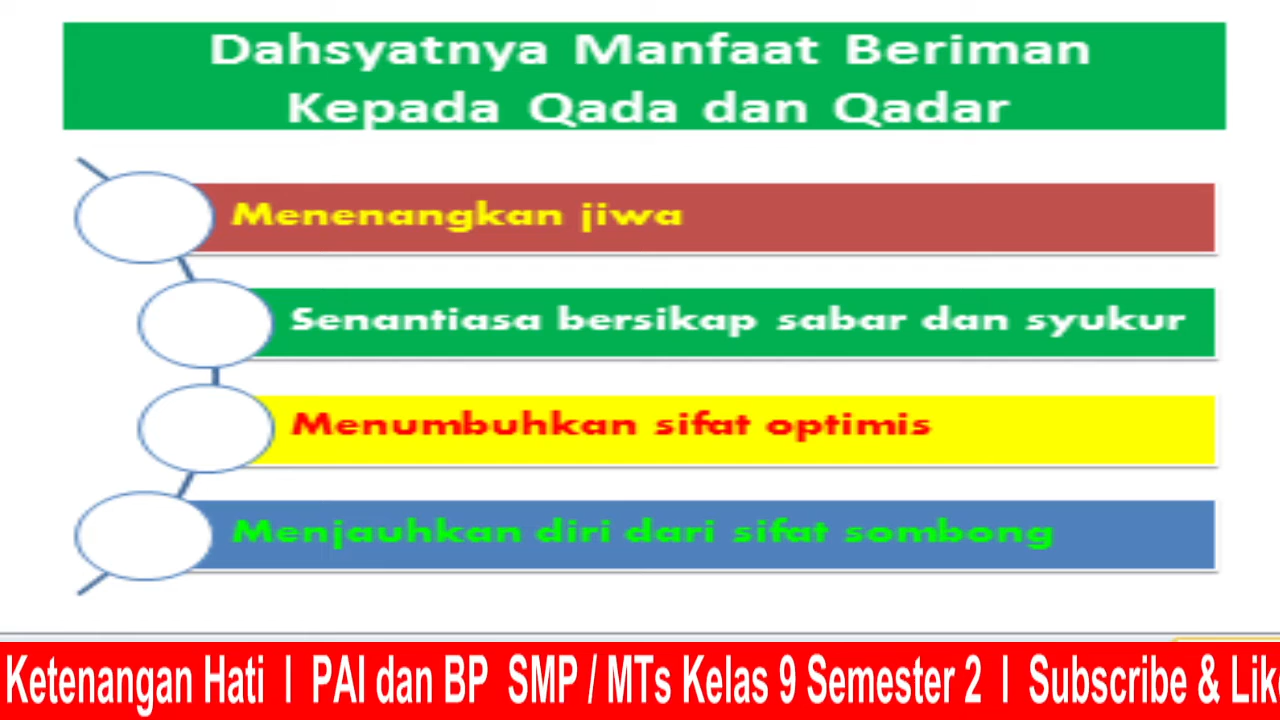 Dahsyatnya Manfaat Beriman
Kepada Qada dan Qadar
Menenangkan jiwa
Senantiasa bersikap sabar dan syukur
Menumbuhkan sifat optimis
Menjauhkan diri dari sifat sombong
Ketenangan Hati I PAI dan BP SMP / MTs Kelas 9 Semester 2 I Subscribe & Lik